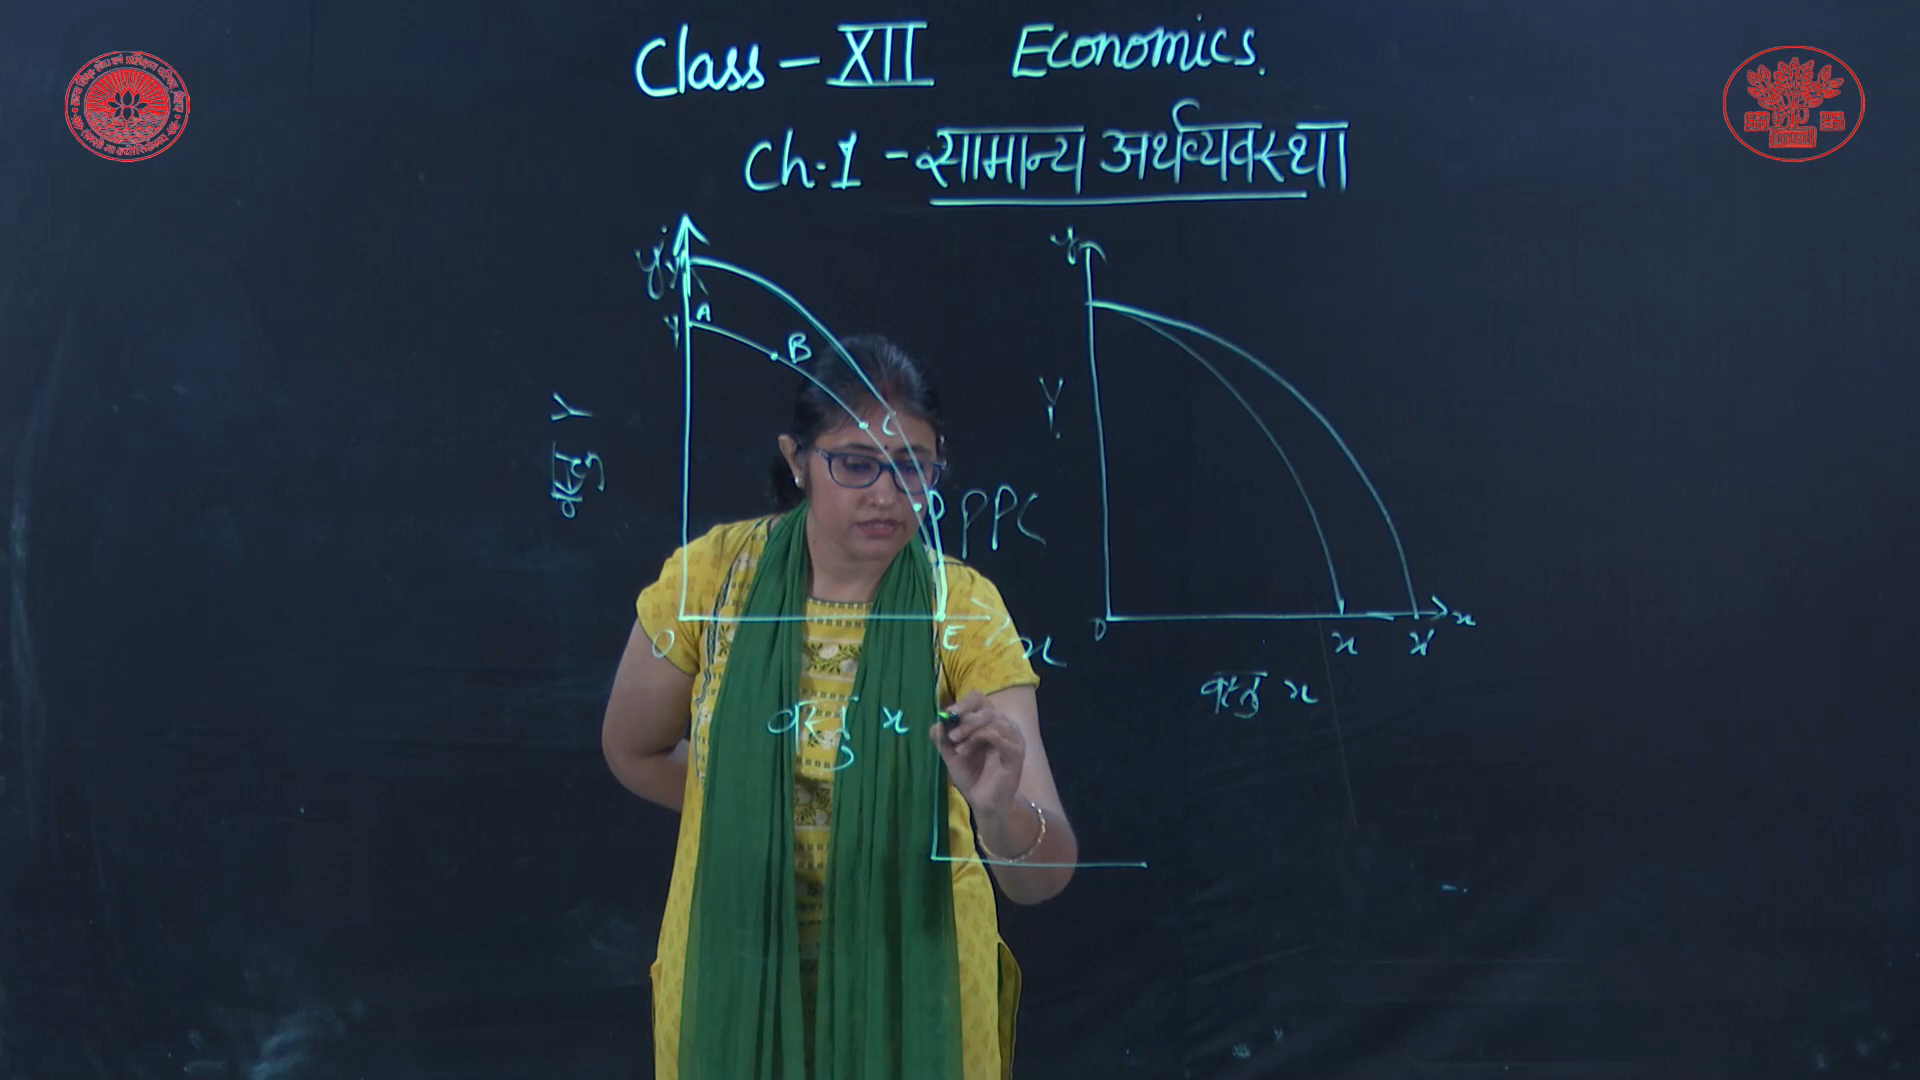 Class - XII Economics.
Ch.1 - सामान्य अर्थव्यवस्था
y'
y
A
B
C
D
PPC
E
O
x
वस्तु Y
वस्तु x
y
Y
O
x
x'
x
वस्तु x